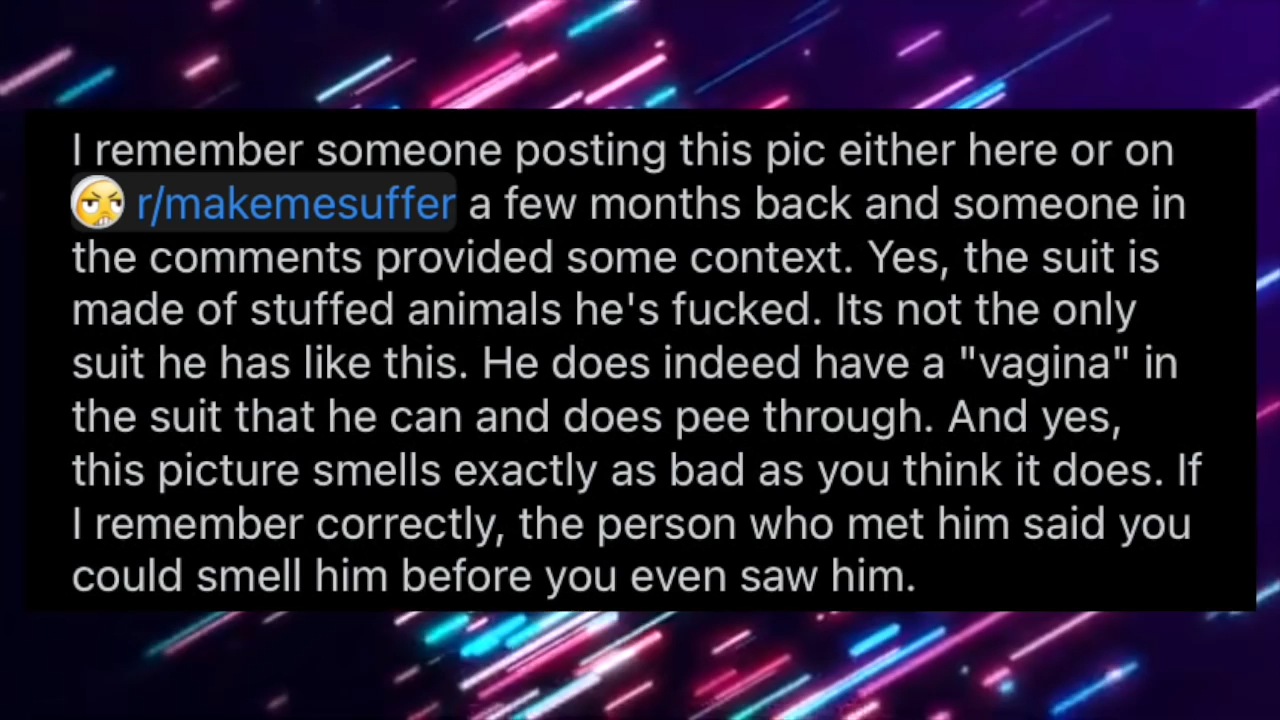 I remember someone posting this pic either here or on
r/makemesuffer a few months back and someone in
the comments provided some context. Yes, the suit is
made of stuffed animals he's fucked. Its not the only
suit he has like this. He does indeed have a "vagina" in
the suit that he can and does pee through. And yes,
this picture smells exactly as bad as you think it does. If
I remember correctly, the person who met him said you
could smell him before you even saw him.